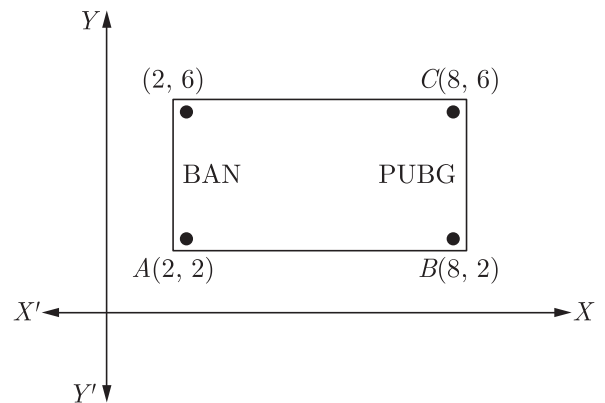 Y
(2, 6) C(8, 6)
BAN PUBG
A(2, 2) B(8, 2)
X′ X
Y′